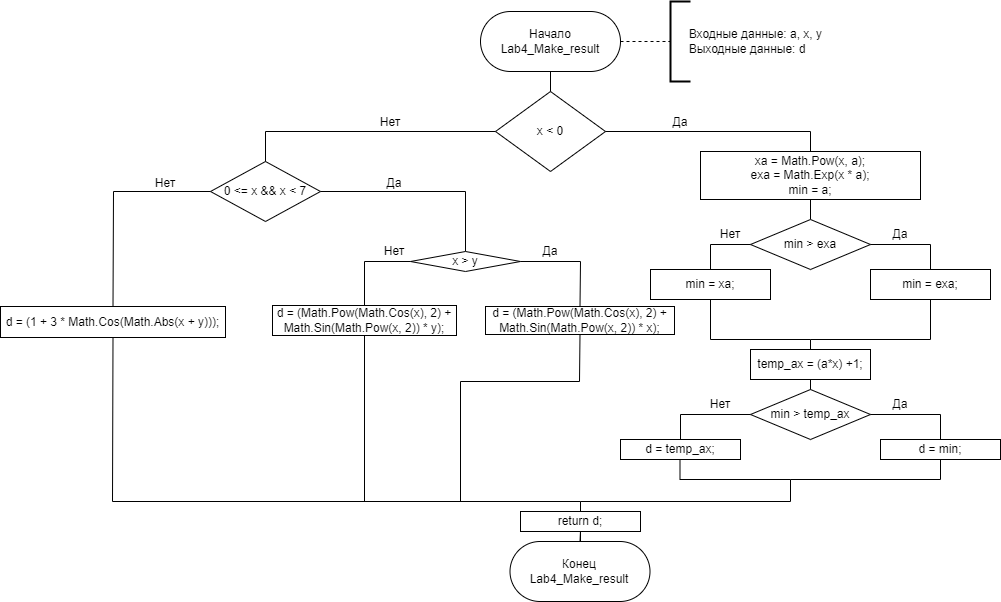 Начало
Lab4_Make_result
Входные данные: a, x, y
Выходные данные: d
x < 0
Нет
Да
xa = Math.Pow(x, a);
exa = Math.Exp(x * a);
min = a;
0 <= x && x < 7
Нет
Да
min > exa
Нет
Да
x > y
Нет
Да
min = xa;
min = exa;
d = (1 + 3 * Math.Cos(Math.Abs(x + y)));
d = (Math.Pow(Math.Cos(x), 2) +
Math.Sin(Math.Pow(x, 2)) * y);
d = (Math.Pow(Math.Cos(x), 2) +
Math.Sin(Math.Pow(x, 2)) * x);
temp_ax = (a*x) +1;
min > temp_ax
Нет
Да
d = temp_ax;
d = min;
return d;
Конец
Lab4_Make_result